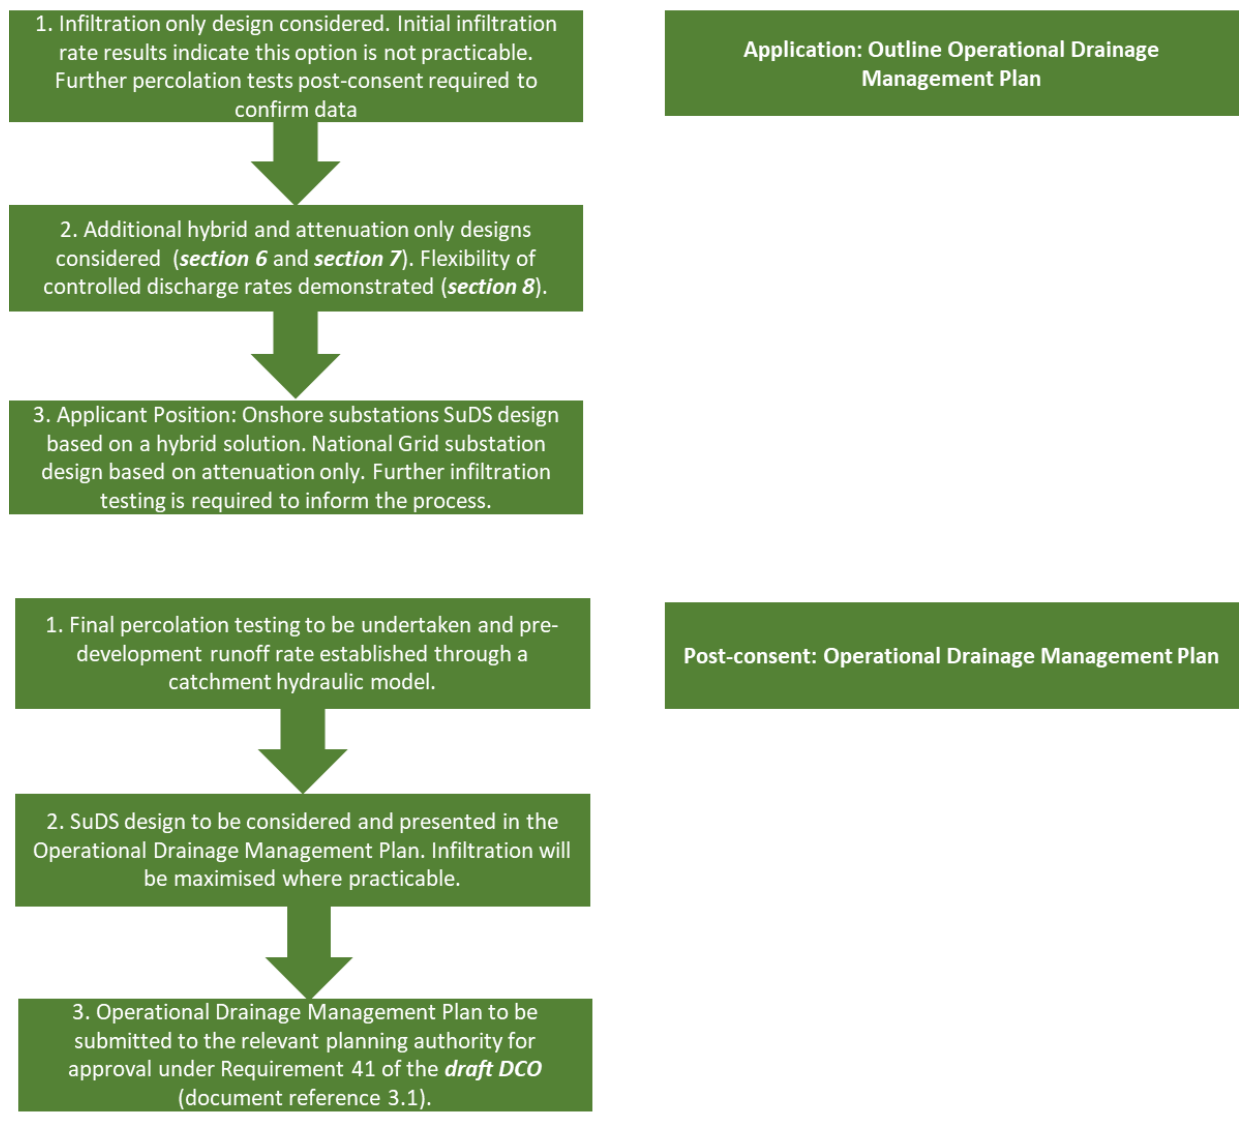 1. Infiltration only design considered. Initial infiltration
rate results indicate this option is not practicable.
Further percolation tests post-consent required to
confirm data
Application: Outline Operational Drainage
Management Plan
2. Additional hybrid and attenuation only designs
considered (section 6 and section 7). Flexibility of
controlled discharge rates demonstrated (section 8).
3. Applicant Position: Onshore substations SuDS design
based on a hybrid solution. National Grid substation
design based on attenuation only. Further infiltration
testing is required to inform the process.
1. Final percolation testing to be undertaken and pre-
development runoff rate established through a
catchment hydraulic model.
Post-consent: Operational Drainage Management Plan
2. SuDS design to be considered and presented in the
Operational Drainage Management Plan. Infiltration will
be maximised where practicable.
3. Operational Drainage Management Plan to be
submitted to the relevant planning authority for
approval under Requirement 41 of the draft DCO
(document reference 3.1).